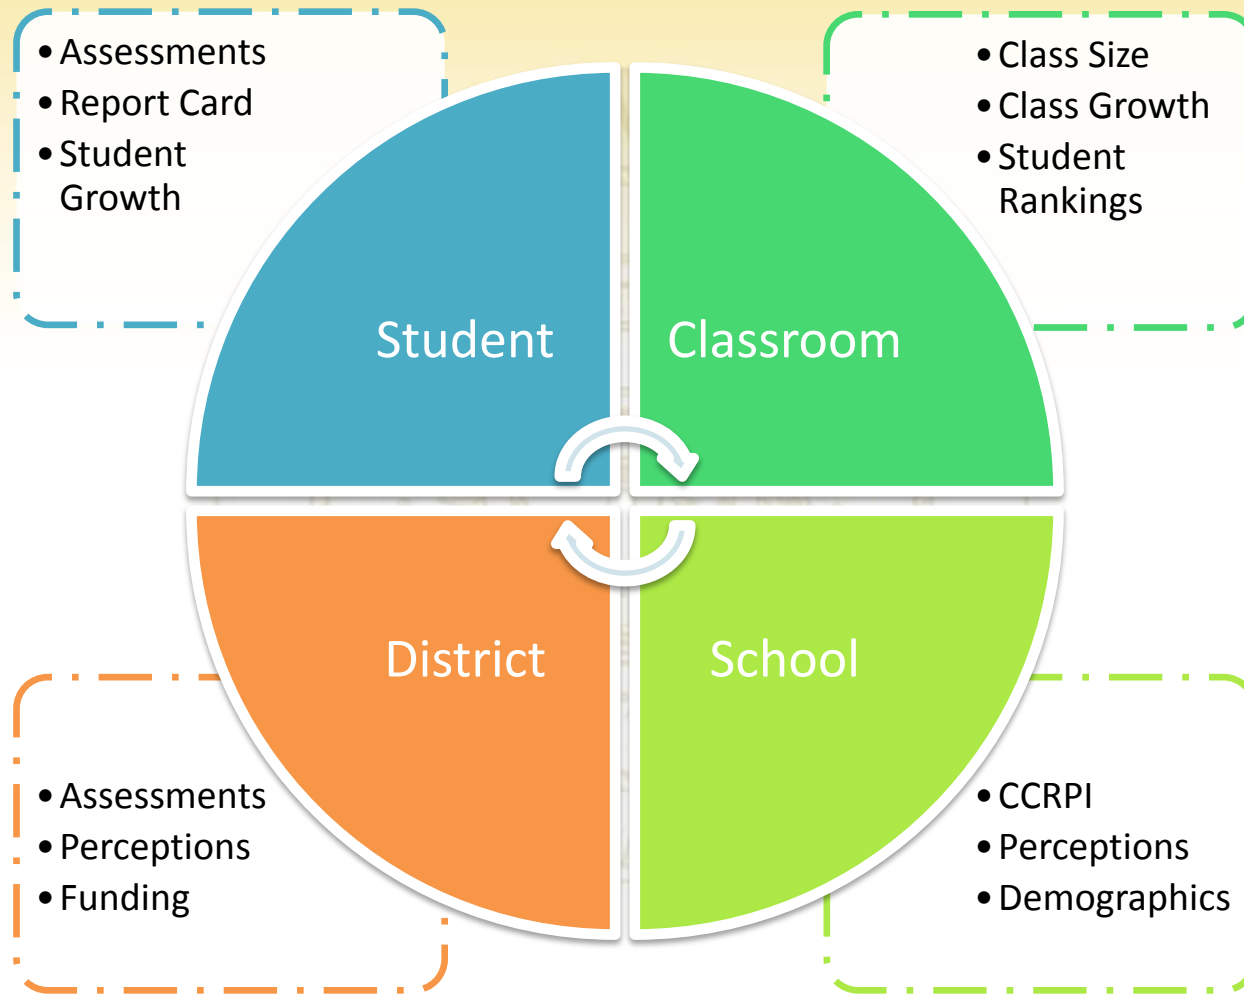 • Assessments
• Report Card
• Student
Growth
• Class Size
• Class Growth
• Student
Rankings
Student
Classroom
District
School
• Assessments
• Perceptions
• Funding
• CCRPI
• Perceptions
• Demographics